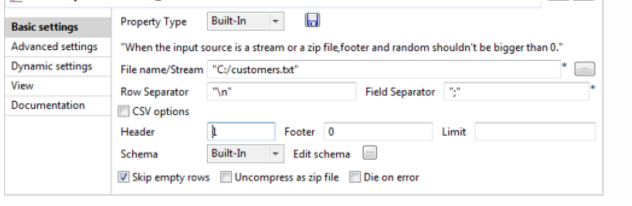 Basic settings
Advanced settings
Dynamic settings
View
Documentation
Property Type Built-In
"When the input source is a stream or a zip file,footer and random shouldn't be bigger than 0."
File name/Stream "C:/customers.txt" * ...
Row Separator "\n" Field Separator ";" *
CSV options
Header 1 Footer 0 Limit
Schema Built-In Edit schema ...
Skip empty rows Uncompress as zip file Die on error